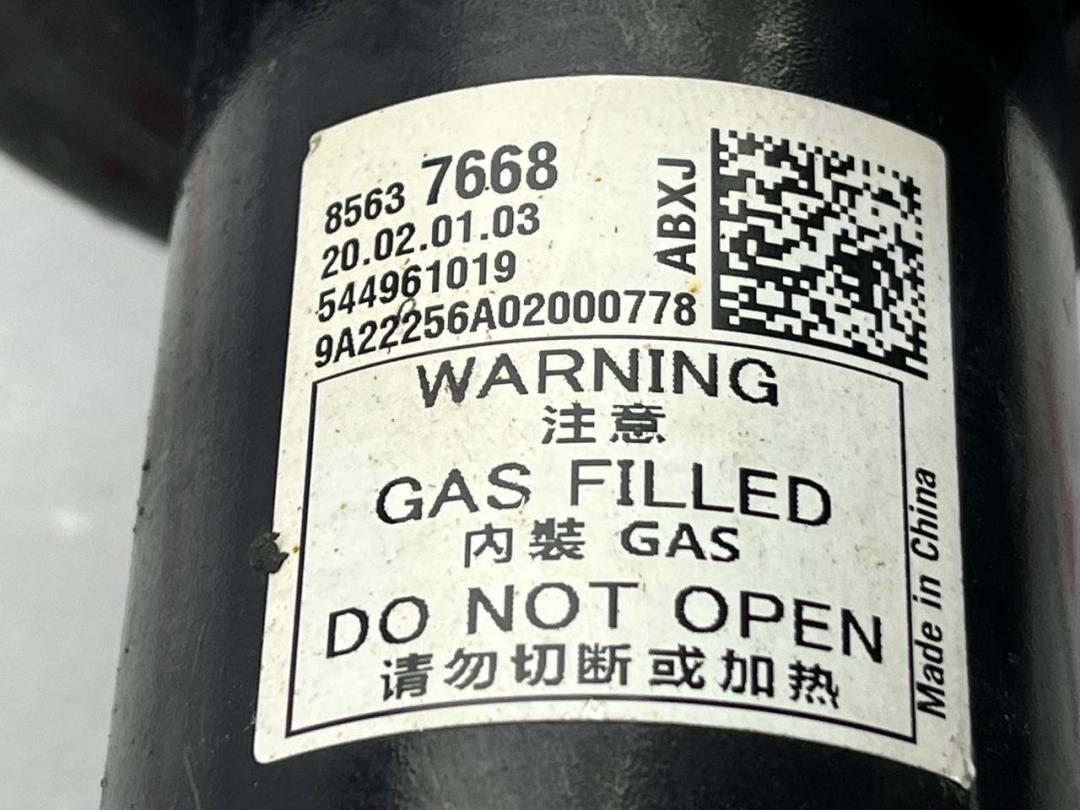 8563 7668
20.02.01.03
544961019
9A22256A02000778
ABXJ
WARNING
注意
GAS FILLED
内裝 GAS
DO NOT OPEN
请勿切断或加热
Made in China